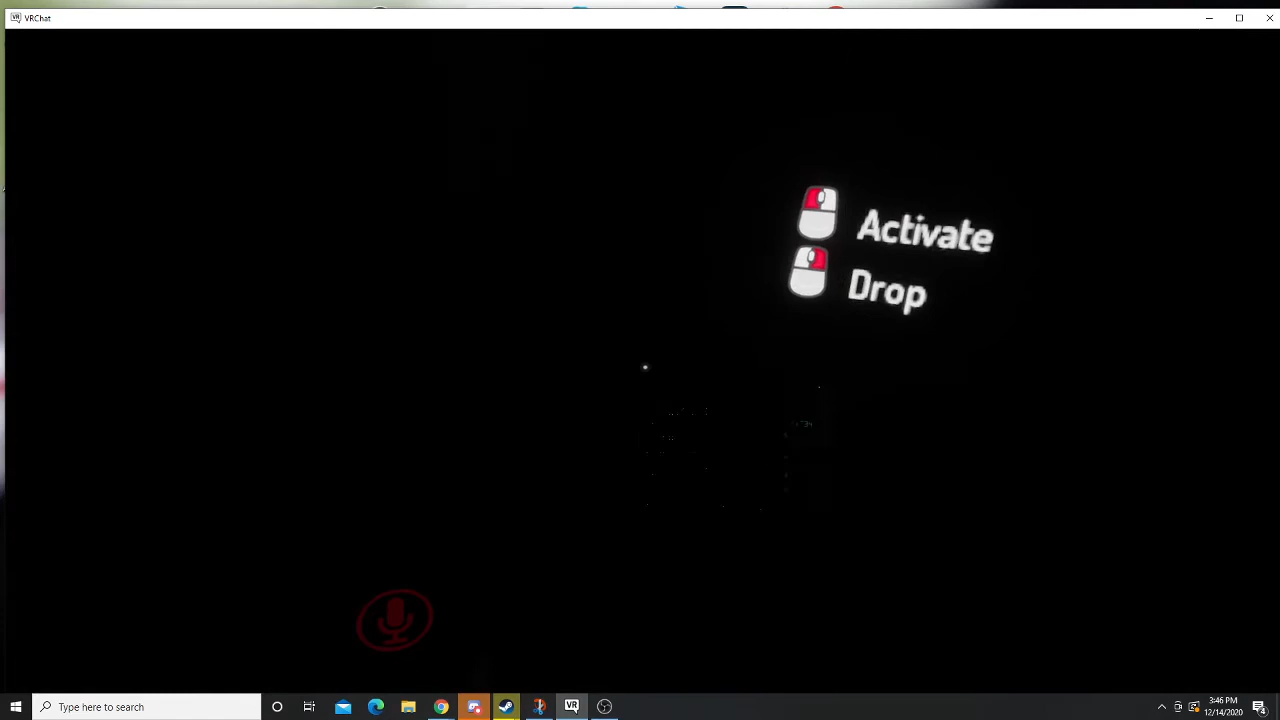 VRChat
Activate
Drop
Type here to search
3:46 PM
12/14/2020